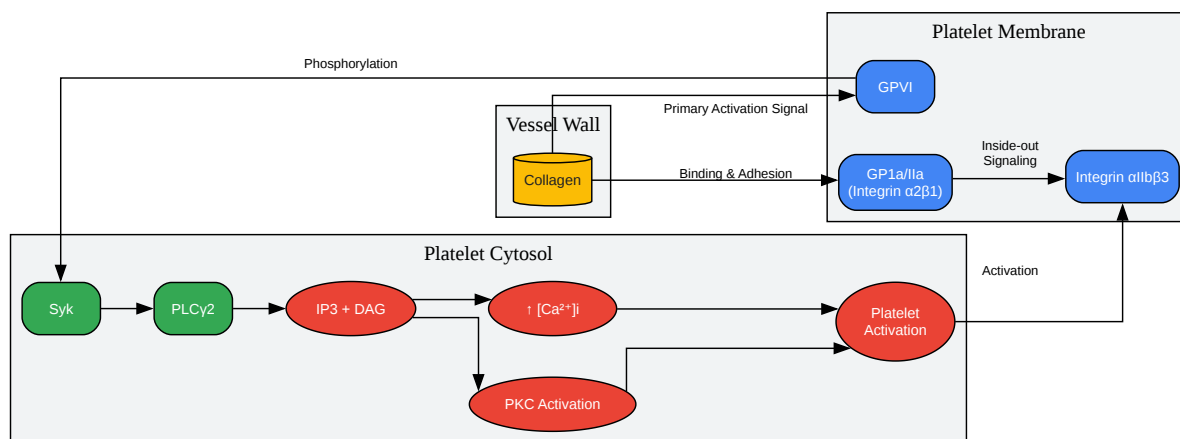 Platelet Membrane
Phosphorylation
GPVI
Primary Activation Signal
Vessel Wall
Collagen
Binding & Adhesion
GP1a/IIa
(Integrin α2β1)
Inside-out
Signaling
Integrin αIIbβ3
Platelet Cytosol
Activation
Syk
PLCγ2
IP3 + DAG
↑ [Ca²⁺]i
Platelet
Activation
PKC Activation